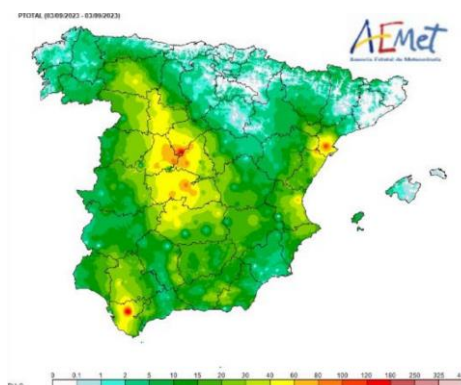 PTOTAL (03/09/2023 - 03/09/2023)
AEMet
Agencia Estatal de Meteorología
0 0.1 1 2 5 10 15 20 30 40 60 80 100 120 160 250 325